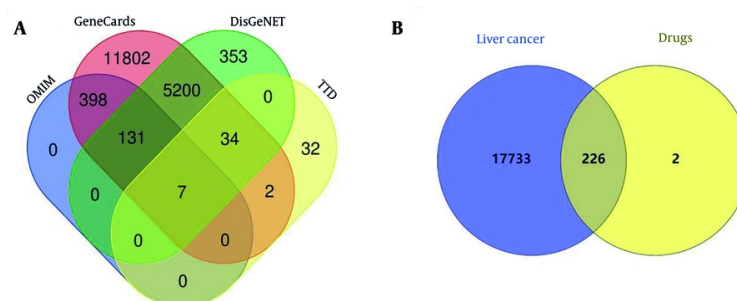 A
GeneCards
DisGeNET
OMIM
TTD
11802
353
398
5200
0
0
131
34
32
0
7
2
0
0
0
B
Liver cancer
Drugs
17733
226
2